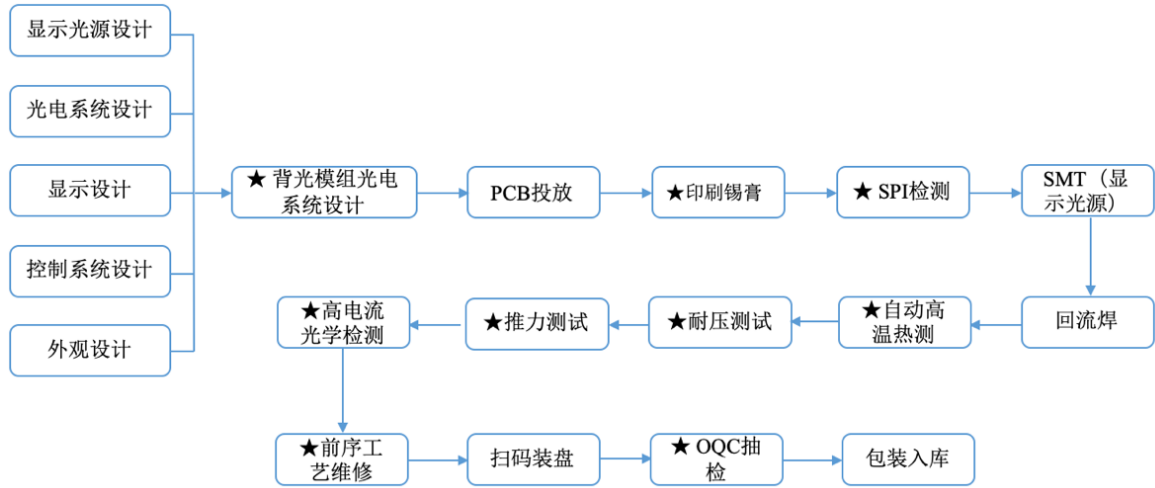 显示光源设计
光电系统设计
显示设计
控制系统设计
外观设计
★ 背光模组光电
系统设计
PCB投放
★印刷锡膏
★ SPI检测
SMT（显
示光源）
回流焊
★自动高
温热测
★耐压测试
★推力测试
★高电流
光学检测
★前序工
艺维修
扫码装盘
★ OQC抽
检
包装入库